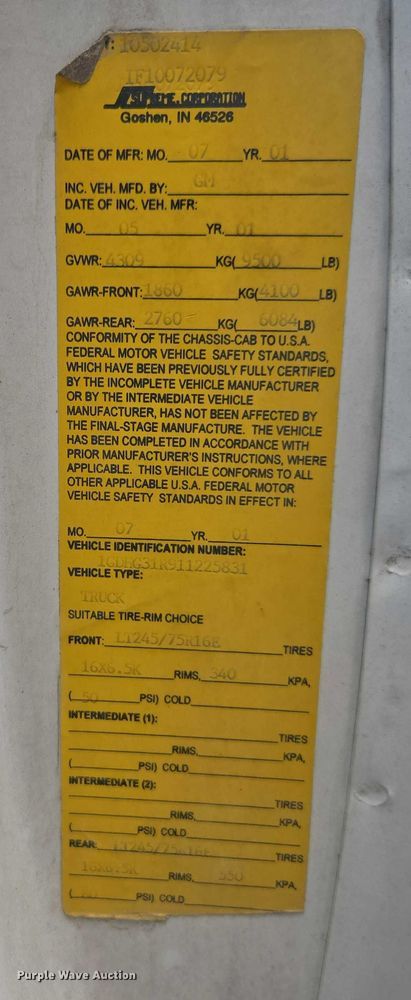 : 10502414
IF10072079
SUPREME CORPORATION
Goshen, IN 46526
DATE OF MFR: MO. 07 YR. 01
INC. VEH. MFD. BY: GM
DATE OF INC. VEH. MFR:
MO. 05 YR. 01
GVWR: 4309 KG( 9500 LB)
GAWR-FRONT: 1860 KG( 4100 LB)
GAWR-REAR: 2760 KG( 6084 LB)
CONFORMITY OF THE CHASSIS-CAB TO U.S.A.
FEDERAL MOTOR VEHICLE SAFETY STANDARDS,
WHICH HAVE BEEN PREVIOUSLY FULLY CERTIFIED
BY THE INCOMPLETE VEHICLE MANUFACTURER
OR BY THE INTERMEDIATE VEHICLE
MANUFACTURER, HAS NOT BEEN AFFECTED BY
THE FINAL-STAGE MANUFACTURE. THE VEHICLE
HAS BEEN COMPLETED IN ACCORDANCE WITH
PRIOR MANUFACTURER'S INSTRUCTIONS, WHERE
APPLICABLE. THIS VEHICLE CONFORMS TO ALL
OTHER APPLICABLE U.S.A. FEDERAL MOTOR
VEHICLE SAFETY STANDARDS IN EFFECT IN:
MO. 07 YR. 01
VEHICLE IDENTIFICATION NUMBER:
1GDHG31R911225831
VEHICLE TYPE:
TRUCK
SUITABLE TIRE-RIM CHOICE
FRONT: LT245/75R16E TIRES
16X6.5K RIMS, 340 KPA,
( 50 PSI) COLD
INTERMEDIATE (1):
TIRES
RIMS, KPA,
( PSI) COLD
INTERMEDIATE (2):
TIRES
RIMS, KPA,
( PSI) COLD
REAR: LT245/75R16E TIRES
16X6.5K RIMS, 550 KPA,
( 80 PSI) COLD
Purple Wave Auction